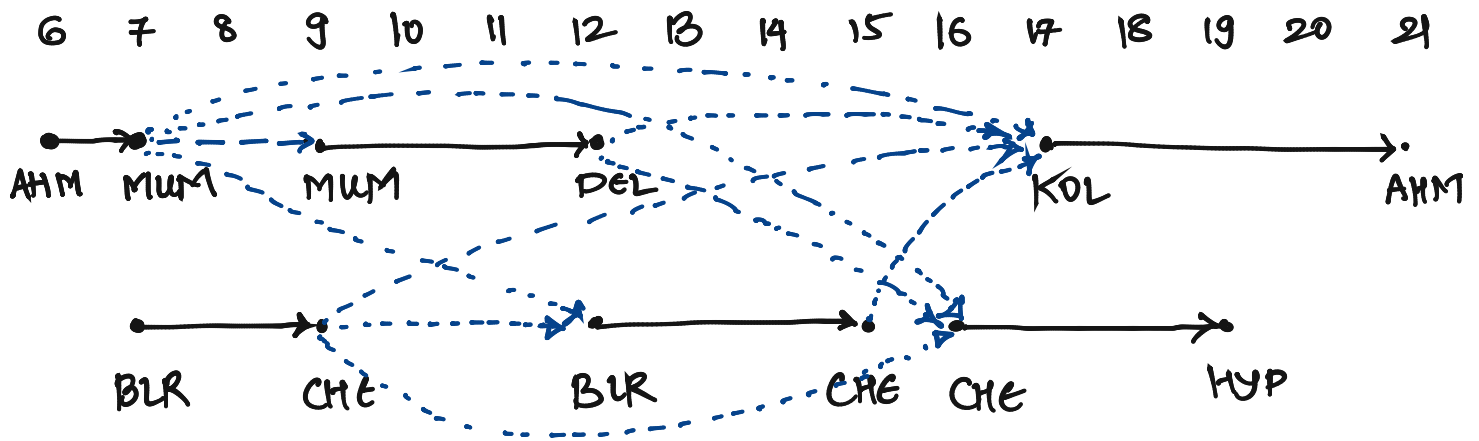 6 7 8 9 10 11 12 13 14 15 16 17 18 19 20 21
AHM MUM MUM DEL KOL AHM
BLR CHE BLR CHE CHE HYP